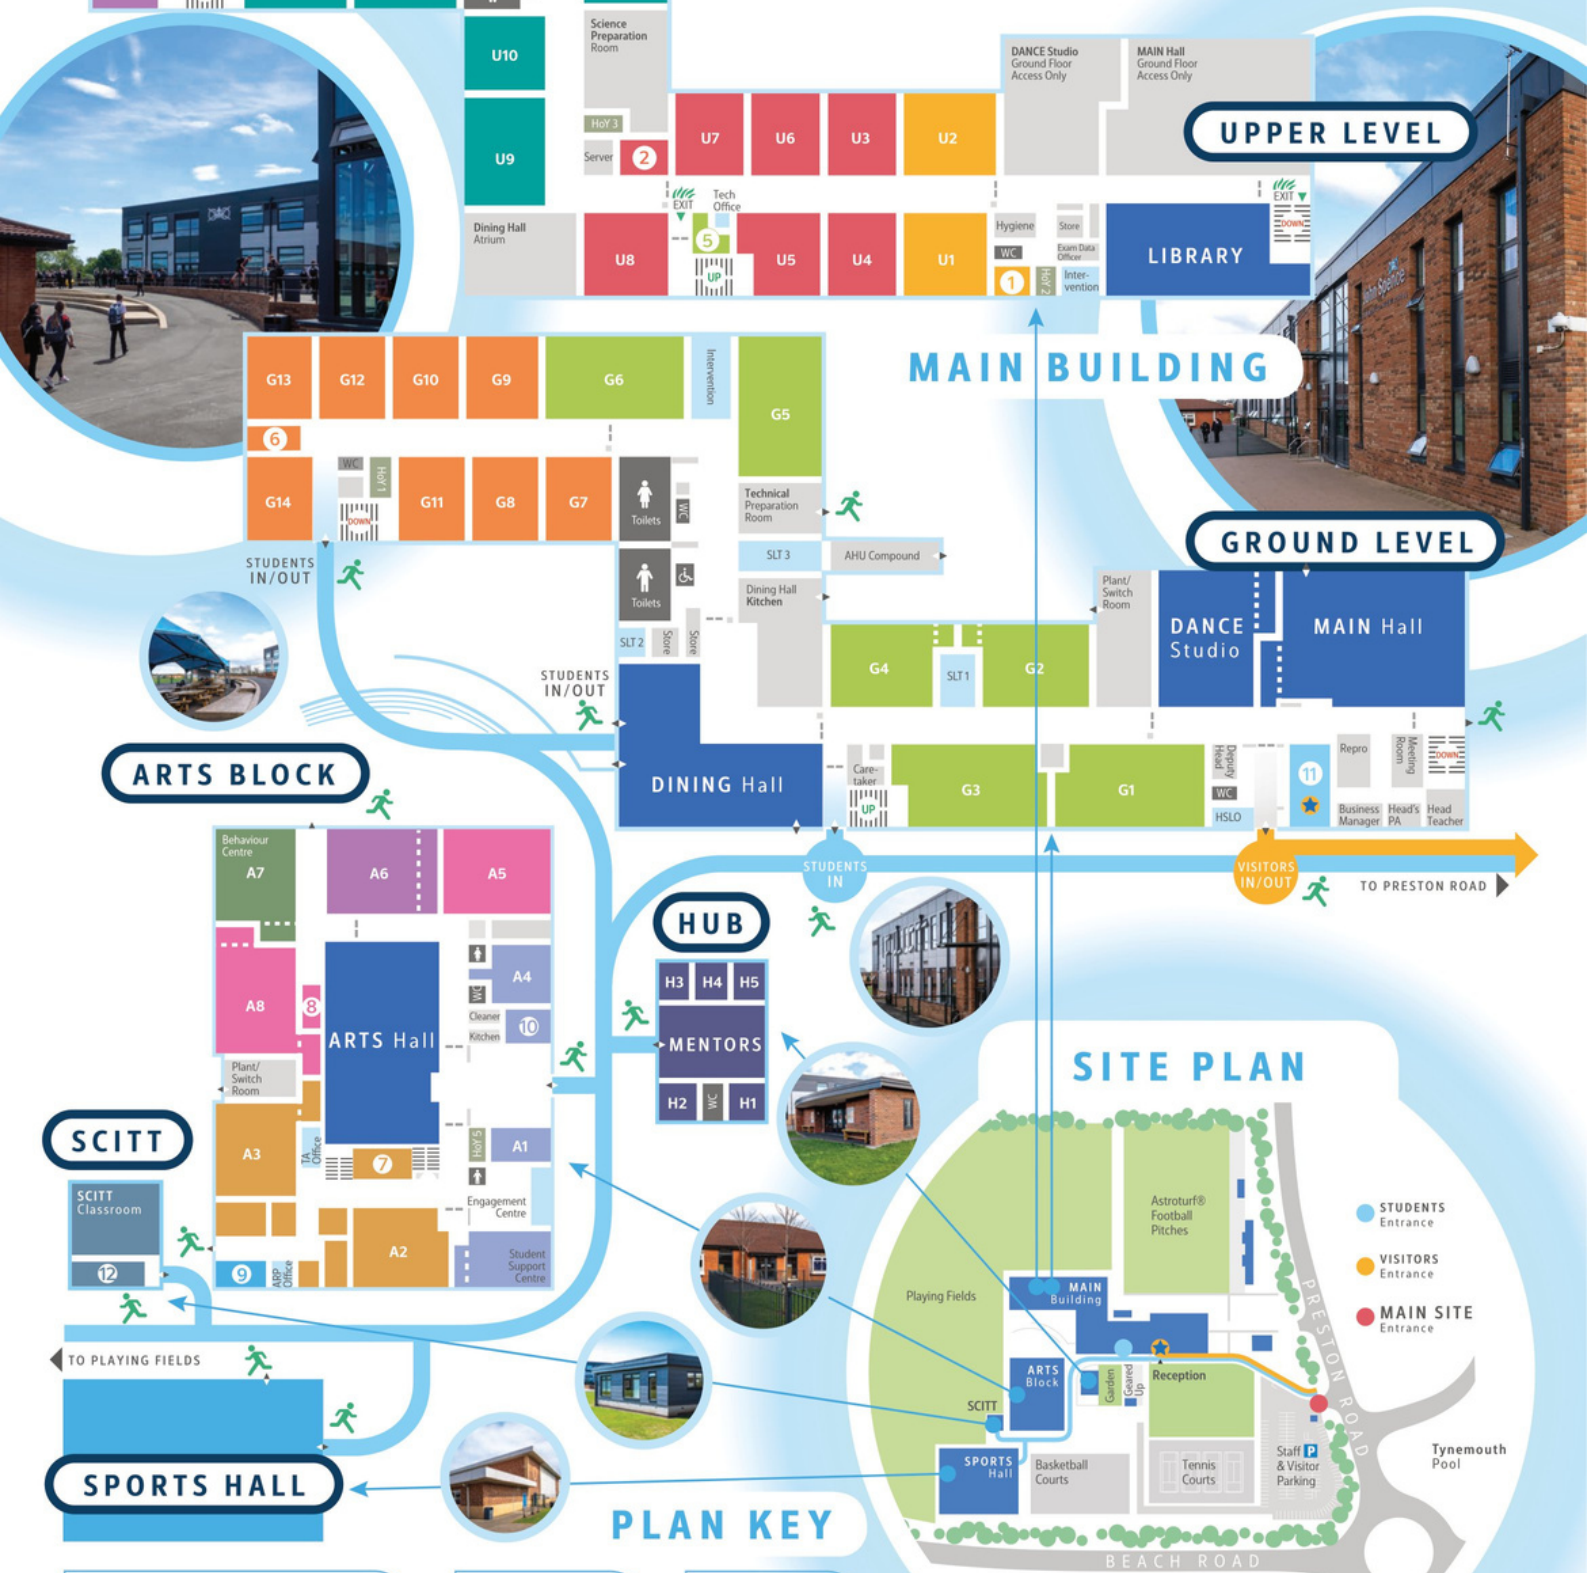 U10
Science
Preparation
Room
DANCE Studio
Ground Floor
Access Only
MAIN Hall
Ground Floor
Access Only
UPPER LEVEL
HoY 3
U9
Server
2
U7
U6
U3
U2
EXIT
Tech
Office
EXIT
DOWN
Dining Hall
Atrium
U8
5
UP
U5
U4
U1
Hygiene
WC
1
HoY 2
Store
Exam Data
Officer
Inter-
vention
LIBRARY
MAIN BUILDING
G13
G12
G10
G9
G6
Intervention
G5
6
G14
WC
HoY 1
DOWN
G11
G8
G7
Toilets
WC
Technical
Preparation
Room
GROUND LEVEL
STUDENTS
IN/OUT
SLT 3
AHU Compound
Toilets
Dining Hall
Kitchen
Plant/
Switch
Room
SLT 2
Store
Store
DANCE
Studio
MAIN Hall
G4
SLT 1
G2
STUDENTS
IN/OUT
ARTS BLOCK
DINING Hall
Care-
taker
UP
G3
G1
Deputy
Head
WC
HSLO
11
Repro
Meeting
Room
DOWN
Business
Manager
Head's
PA
Head
Teacher
STUDENTS
IN
VISITORS
IN/OUT
TO PRESTON ROAD
Behaviour
Centre
A7
A6
A5
HUB
A8
8
ARTS Hall
A4
WC
Cleaner
10
Kitchen
H3
H4
H5
MENTORS
H2
WC
H1
Plant/
Switch
Room
SITE PLAN
SCITT
A3
TA
Office
7
HoY 5
A1
SCITT
Classroom
12
Engagement
Centre
9
ARP
Office
A2
Student
Support
Centre
Astroturf®
Football
Pitches
STUDENTS
Entrance
VISITORS
Entrance
MAIN SITE
Entrance
Playing Fields
MAIN
Building
PRESTON ROAD
TO PLAYING FIELDS
ARTS
Block
Garden
Geared
Up
Reception
SCITT
SPORTS
Hall
Basketball
Courts
Tennis
Courts
Staff P
& Visitor
Parking
Tynemouth
Pool
SPORTS HALL
PLAN KEY
BEACH ROAD